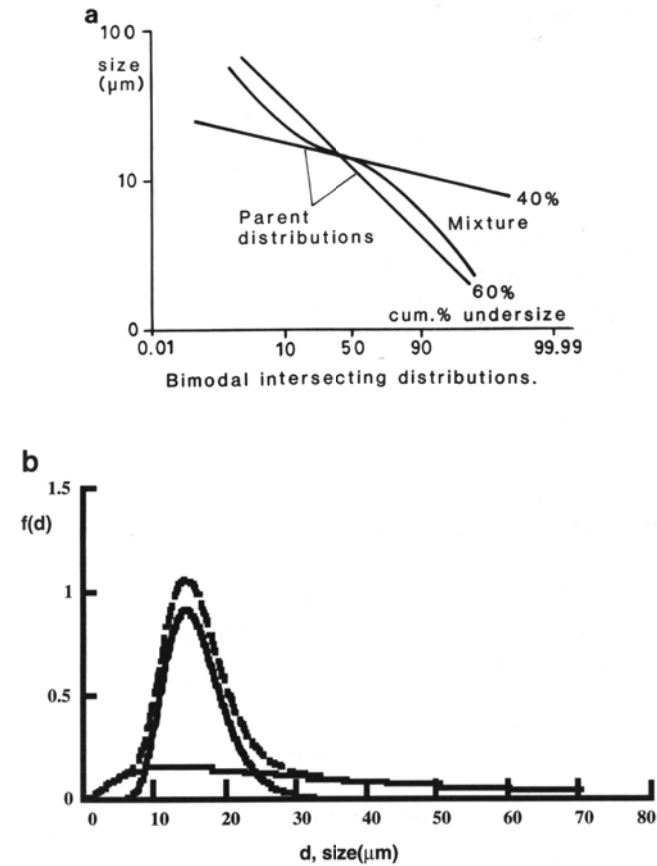 a
100
size
(µm)
10
40%
Parent
distributions
Mixture
60%
cum.% undersize
0
0.01 10 50 90 99.99
Bimodal intersecting distributions.
b
1.5
f(d)
1
0.5
0
0 10 20 30 40 50 60 70 80
d, size(µm)